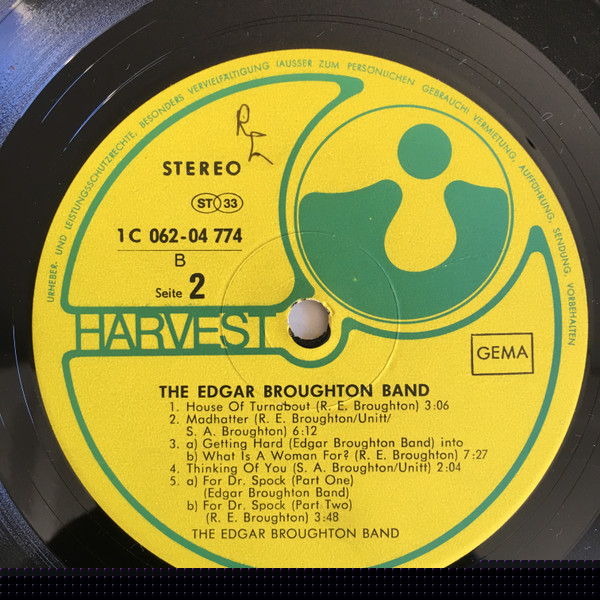 URHEBER- UND LEISTUNGSSCHUTZRECHTE, BESONDERS VERVIELFÄLTIGUNG (AUSSER ZUM PERSÖNLICHEN GEBRAUCH) VERMIETUNG, AUFFÜHRUNG, SENDUNG, VORBEHALTEN
STEREO
ST 33
1C 062-04 774
B
Seite 2
HARVEST
GEMA
THE EDGAR BROUGHTON BAND
1. House Of Turnabout (R. E. Broughton) 3:06
2. Madhatter (R. E. Broughton/Unitt/
S. A. Broughton) 6:12
3. a) Getting Hard (Edgar Broughton Band) into
b) What Is A Woman For? (R. E. Broughton) 7:27
4. Thinking Of You (S. A. Broughton/Unitt) 2:04
5. a) For Dr. Spock (Part One)
(Edgar Broughton Band)
b) For Dr. Spock (Part Two)
(R. E. Broughton) 3:48
THE EDGAR BROUGHTON BAND